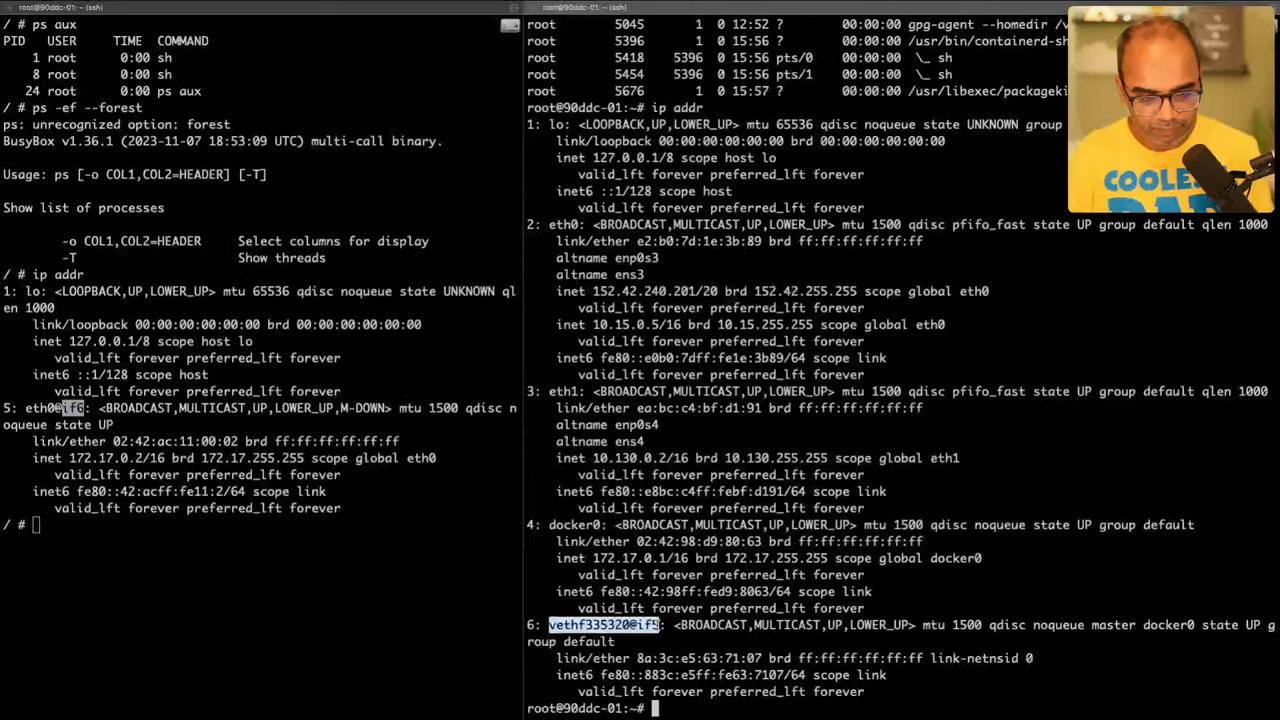 root@90ddc-01: ~ (ssh)
/ # ps aux
PID   USER     TIME  COMMAND
    1 root      0:00 sh
    8 root      0:00 sh
   24 root      0:00 ps aux
/ # ps -ef --forest
ps: unrecognized option: forest
BusyBox v1.36.1 (2023-11-07 18:53:09 UTC) multi-call binary.
Usage: ps [-o COL1,COL2=HEADER] [-T]
Show list of processes
        -o COL1,COL2=HEADER     Select columns for display
        -T                      Show threads
/ # ip addr
1: lo: <LOOPBACK,UP,LOWER_UP> mtu 65536 qdisc noqueue state UNKNOWN ql
en 1000
    link/loopback 00:00:00:00:00:00 brd 00:00:00:00:00:00
    inet 127.0.0.1/8 scope host lo
       valid_lft forever preferred_lft forever
    inet6 ::1/128 scope host
       valid_lft forever preferred_lft forever
5: eth0@if6: <BROADCAST,MULTICAST,UP,LOWER_UP,M-DOWN> mtu 1500 qdisc n
oqueue state UP
    link/ether 02:42:ac:11:00:02 brd ff:ff:ff:ff:ff:ff
    inet 172.17.0.2/16 brd 172.17.255.255 scope global eth0
       valid_lft forever preferred_lft forever
    inet6 fe80::42:acff:fe11:2/64 scope link
       valid_lft forever preferred_lft forever
/ #
root@90ddc-01: ~ (ssh)
root        5045       1  0 12:52 ?        00:00:00 gpg-agent --homedir /v
root        5396       1  0 15:56 ?        00:00:00 /usr/bin/containerd-sh
root        5418    5396  0 15:56 pts/0    00:00:00  \_ sh
root        5454    5396  0 15:56 pts/1    00:00:00  \_ sh
root        5676       1  0 15:57 ?        00:00:00 /usr/libexec/packageki
root@90ddc-01:~# ip addr
1: lo: <LOOPBACK,UP,LOWER_UP> mtu 65536 qdisc noqueue state UNKNOWN group
    link/loopback 00:00:00:00:00:00 brd 00:00:00:00:00:00
    inet 127.0.0.1/8 scope host lo
       valid_lft forever preferred_lft forever
    inet6 ::1/128 scope host
       valid_lft forever preferred_lft forever
2: eth0: <BROADCAST,MULTICAST,UP,LOWER_UP> mtu 1500 qdisc pfifo_fast state UP group default qlen 1000
    link/ether e2:b0:7d:1e:3b:89 brd ff:ff:ff:ff:ff:ff
    altname enp0s3
    altname ens3
    inet 152.42.240.201/20 brd 152.42.255.255 scope global eth0
       valid_lft forever preferred_lft forever
    inet 10.15.0.5/16 brd 10.15.255.255 scope global eth0
       valid_lft forever preferred_lft forever
    inet6 fe80::e0b0:7dff:fe1e:3b89/64 scope link
       valid_lft forever preferred_lft forever
3: eth1: <BROADCAST,MULTICAST,UP,LOWER_UP> mtu 1500 qdisc pfifo_fast state UP group default qlen 1000
    link/ether ea:bc:c4:bf:d1:91 brd ff:ff:ff:ff:ff:ff
    altname enp0s4
    altname ens4
    inet 10.130.0.2/16 brd 10.130.255.255 scope global eth1
       valid_lft forever preferred_lft forever
    inet6 fe80::e8bc:c4ff:febf:d191/64 scope link
       valid_lft forever preferred_lft forever
4: docker0: <BROADCAST,MULTICAST,UP,LOWER_UP> mtu 1500 qdisc noqueue state UP group default
    link/ether 02:42:98:d9:80:63 brd ff:ff:ff:ff:ff:ff
    inet 172.17.0.1/16 brd 172.17.255.255 scope global docker0
       valid_lft forever preferred_lft forever
    inet6 fe80::42:98ff:fed9:8063/64 scope link
       valid_lft forever preferred_lft forever
6: vethf335320@if5: <BROADCAST,MULTICAST,UP,LOWER_UP> mtu 1500 qdisc noqueue master docker0 state UP g
roup default
    link/ether 8a:3c:e5:63:71:07 brd ff:ff:ff:ff:ff:ff link-netnsid 0
    inet6 fe80::883c:e5ff:fe63:7107/64 scope link
       valid_lft forever preferred_lft forever
root@90ddc-01:~#
COOLES
DAD